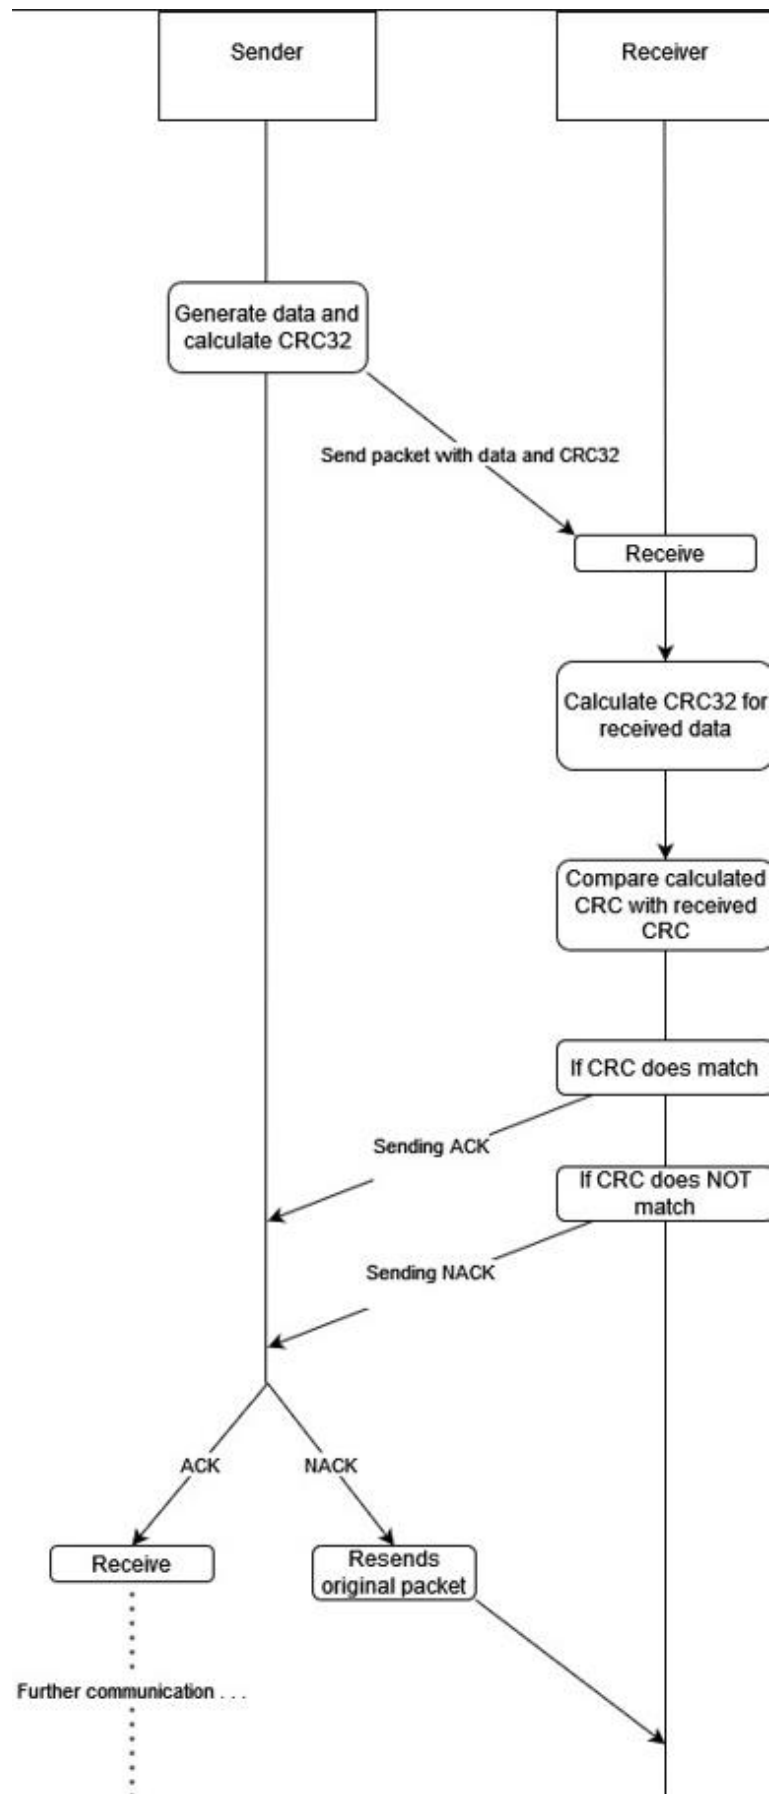 Sender
Receiver
Generate data and
calculate CRC32
Send packet with data and CRC32
Receive
Calculate CRC32 for
received data
Compare calculated
CRC with received
CRC
If CRC does match
Sending ACK
If CRC does NOT
match
Sending NACK
ACK
NACK
Receive
Resends
original packet
Further communication . . .